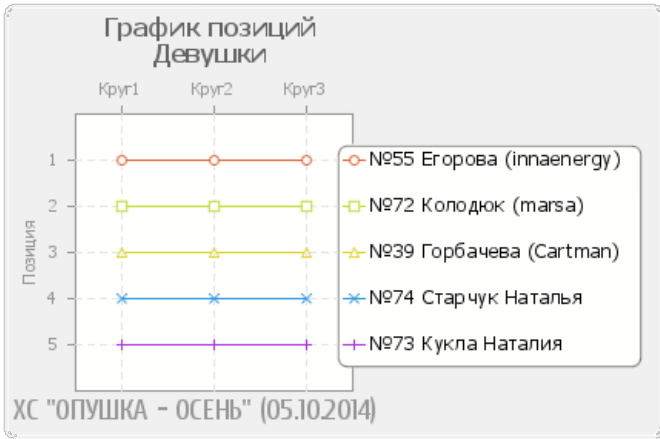 График позиций
Девушки
Круг1 Круг2 Круг3
Позиция
1
2
3
4
5
№55 Егорова (innaenergy)
№72 Колодюк (marsa)
№39 Горбачева (Cartman)
№74 Старчук Наталья
№73 Кукла Наталия
ХС "ОПУШКА - ОСЕНЬ" (05.10.2014)